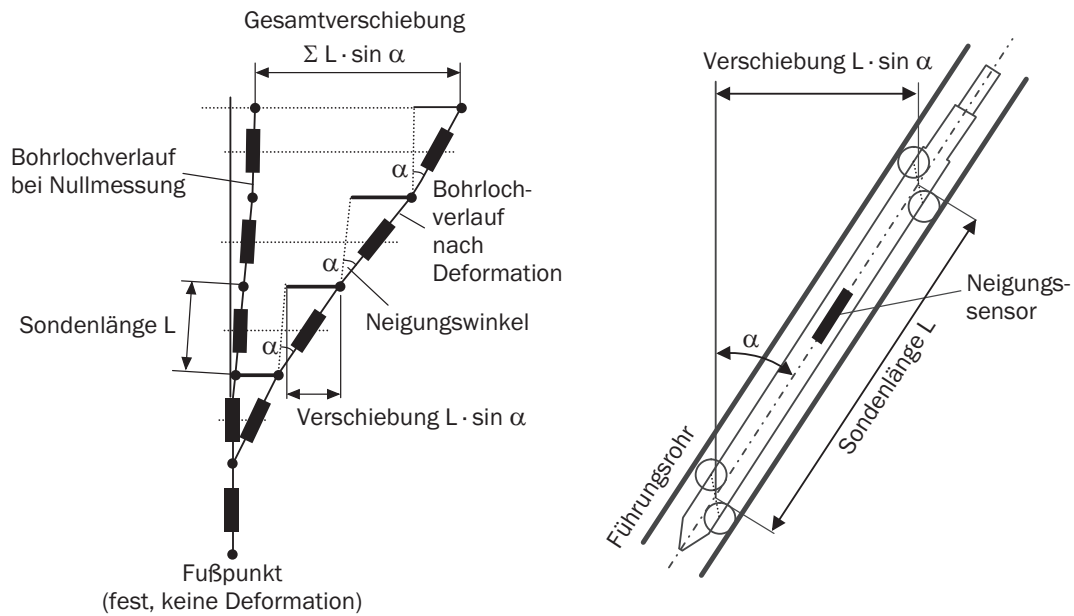 Gesamtverschiebung
Σ L · sin α
Bohrlochverlauf
bei Nullmessung
α
Bohrloch-
verlauf
nach
Deformation
α
Sondenlänge L
Neigungswinkel
α
Verschiebung L · sin α
Fußpunkt
(fest, keine Deformation)
Verschiebung L · sin α
Neigungs-
sensor
α
Sondenlänge L
Führungsrohr